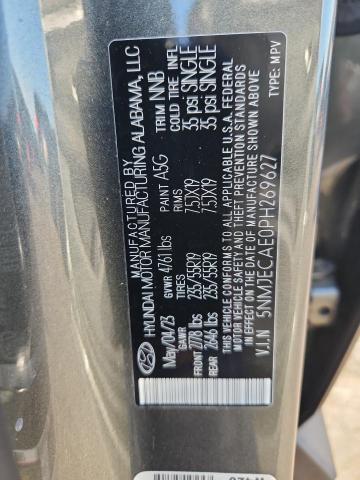 MANUFACTURED BY
HYUNDAI MOTOR MANUFACTURING ALABAMA, LLC
May/04/23 GVWR 4761 lbs PAINT A5G TRIM NNB
GAWR TIRES RIMS COLD TIRE INFL
FRONT 2778 lbs 235/55R19 7.5JX19 35 psi SINGLE
REAR 2646 lbs 235/55R19 7.5JX19 35 psi SINGLE
THIS VEHICLE CONFORMS TO ALL APPLICABLE U.S.A. FEDERAL
MOTOR VEHICLE SAFETY AND THEFT PREVENTION STANDARDS
IN EFFECT ON THE DATE OF MANUFACTURE SHOWN ABOVE.
V.I.N 5NMJECAE0PH269627 TYPE: MPV